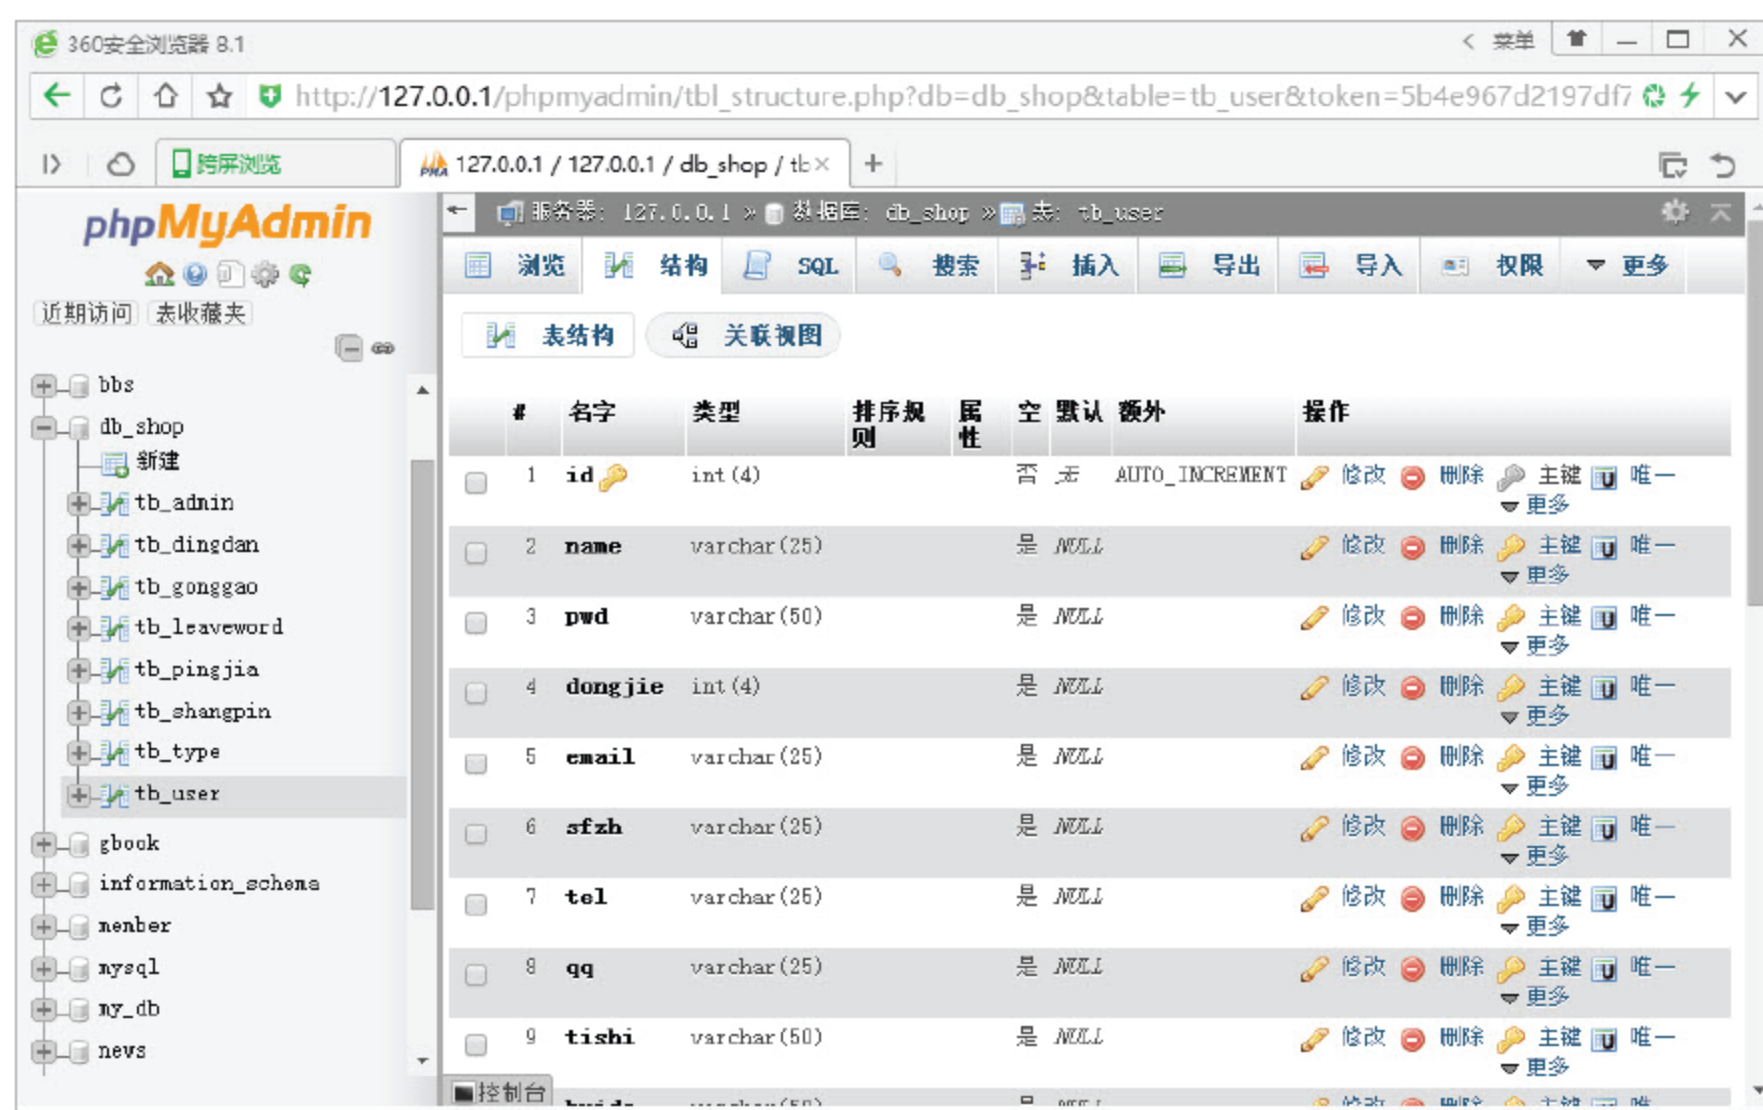 360安全浏览器 8.1
菜单
http://127.0.0.1/phpmyadmin/tbl_structure.php?db=db_shop&table=tb_user&token=5b4e967d2197df7
跨屏浏览
127.0.0.1 / 127.0.0.1 / db_shop / tb
phpMyAdmin
近期访问 表收藏夹
bbs
db_shop
新建
tb_admin
tb_dingdan
tb_gonggao
tb_leaveword
tb_pingjia
tb_shangpin
tb_type
tb_user
gbook
information_schema
menber
mysql
my_db
news
服务器: 127.0.0.1 » 数据库: db_shop » 表: tb_user
浏览 结构 SQL 搜索 插入 导出 导入 权限 更多
表结构 关联视图
# 名字 类型 排序规则 属性 空 默认 额外 操作
1 id int(4) 否 无 AUTO_INCREMENT 修改 删除 主键 唯一
更多
2 name varchar(25) 是 NULL 修改 删除 主键 唯一
更多
3 pwd varchar(50) 是 NULL 修改 删除 主键 唯一
更多
4 dongjie int(4) 是 NULL 修改 删除 主键 唯一
更多
5 email varchar(25) 是 NULL 修改 删除 主键 唯一
更多
6 sfzh varchar(25) 是 NULL 修改 删除 主键 唯一
更多
7 tel varchar(25) 是 NULL 修改 删除 主键 唯一
更多
8 qq varchar(25) 是 NULL 修改 删除 主键 唯一
更多
9 tishi varchar(50) 是 NULL 修改 删除 主键 唯一
更多
控制台